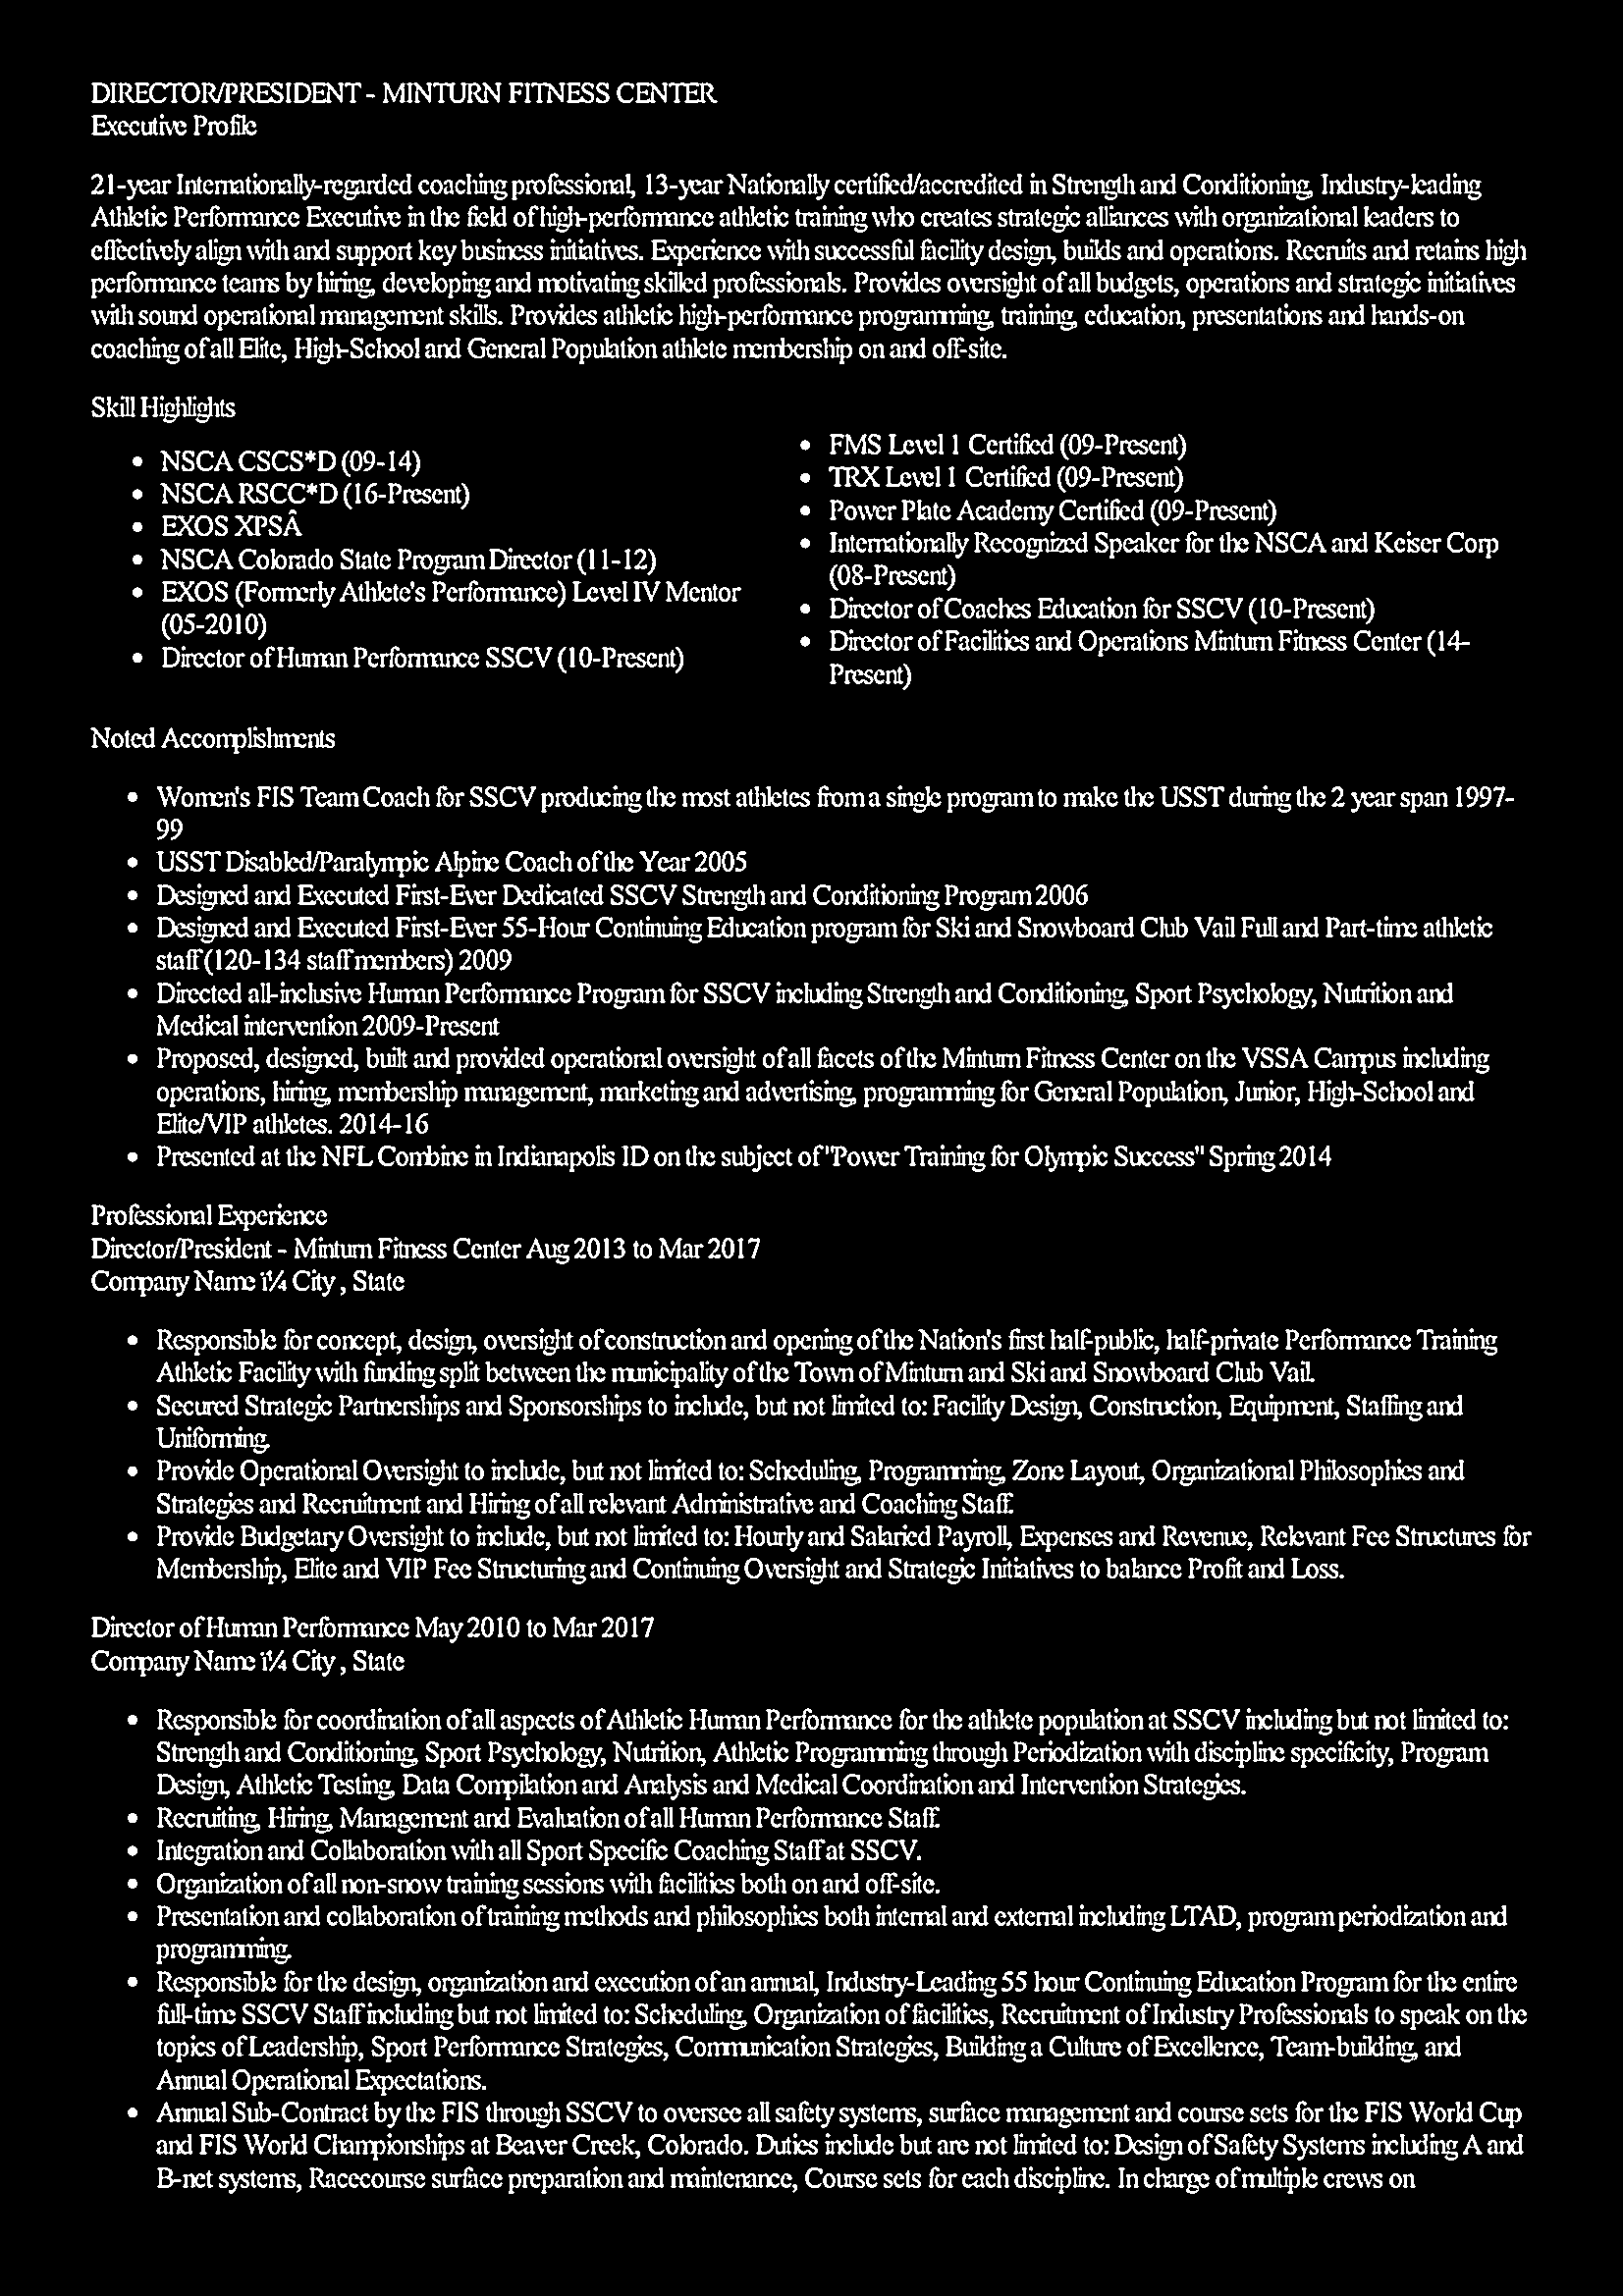 DIRECTOR/PRESIDENT - MINTURN FITNESS CENTER
Executive Profile
21-year Internationally-regarded coaching professional, 13-year Nationally certified/accredited in Strength and Conditioning, Industry-leading
Athletic Performance Executive in the field of high-performance athletic training who creates strategic alliances with organizational leaders to
effectively align with and support key business initiatives. Experience with successful facility design, builds and operations. Recruits and retains high
performance teams by hiring, developing and motivating skilled professionals. Provides oversight of all budgets, operations and strategic initiatives
with sound operational management skills. Provides athletic high-performance programming, training, education, presentations and hands-on
coaching of all Elite, High-School and General Population athlete membership on and off-site.
Skill Highlights
• NSCA CSCS*D (09-14)
• NSCA RSCC*D (16-Present)
• EXOS XPSÂ
• NSCA Colorado State Program Director (11-12)
• EXOS (Formerly Athlete's Performance) Level IV Mentor
(05-2010)
• Director of Human Performance SSCV (10-Present)
• FMS Level 1 Certified (09-Present)
• TRX Level 1 Certified (09-Present)
• Power Plate Academy Certified (09-Present)
• Internationally Recognized Speaker for the NSCA and Keiser Corp
(08-Present)
• Director of Coaches Education for SSCV (10-Present)
• Director of Facilities and Operations Minturn Fitness Center (14-
Present)
Noted Accomplishments
• Women's FIS Team Coach for SSCV producing the most athletes from a single program to make the USST during the 2 year span 1997-
99
• USST Disabled/Paralympic Alpine Coach of the Year 2005
• Designed and Executed First-Ever Dedicated SSCV Strength and Conditioning Program 2006
• Designed and Executed First-Ever 55-Hour Continuing Education program for Ski and Snowboard Club Vail Full and Part-time athletic
staff (120-134 staff members) 2009
• Directed all-inclusive Human Performance Program for SSCV including Strength and Conditioning, Sport Psychology, Nutrition and
Medical intervention 2009-Present
• Proposed, designed, built and provided operational oversight of all facets of the Minturn Fitness Center on the VSSA Campus including
operations, hiring, membership management, marketing and advertising, programming for General Population, Junior, High-School and
Elite/VIP athletes. 2014-16
• Presented at the NFL Combine in Indianapolis ID on the subject of "Power Training for Olympic Success" Spring 2014
Professional Experience
Director/President - Minturn Fitness Center Aug 2013 to Mar 2017
Company Name ï¼ City , State
• Responsible for concept, design, oversight of construction and opening of the Nation's first half-public, half-private Performance Training
Athletic Facility with funding split between the municipality of the Town of Minturn and Ski and Snowboard Club Vail.
• Secured Strategic Partnerships and Sponsorships to include, but not limited to: Facility Design, Construction, Equipment, Staffing and
Uniforming.
• Provide Operational Oversight to include, but not limited to: Scheduling, Programming, Zone Layout, Organizational Philosophies and
Strategies and Recruitment and Hiring of all relevant Administrative and Coaching Staff.
• Provide Budgetary Oversight to include, but not limited to: Hourly and Salaried Payroll, Expenses and Revenue, Relevant Fee Structures for
Membership, Elite and VIP Fee Structuring and Continuing Oversight and Strategic Initiatives to balance Profit and Loss.
Director of Human Performance May 2010 to Mar 2017
Company Name ï¼ City , State
• Responsible for coordination of all aspects of Athletic Human Performance for the athlete population at SSCV including but not limited to:
Strength and Conditioning, Sport Psychology, Nutrition, Athletic Programming through Periodization with discipline specificity, Program
Design, Athletic Testing, Data Compilation and Analysis and Medical Coordination and Intervention Strategies.
• Recruiting, Hiring, Management and Evaluation of all Human Performance Staff.
• Integration and Collaboration with all Sport Specific Coaching Staff at SSCV.
• Organization of all non-snow training sessions with facilities both on and off-site.
• Presentation and collaboration of training methods and philosophies both internal and external including LTAD, program periodization and
programming.
• Responsible for the design, organization and execution of an annual, Industry-Leading 55 hour Continuing Education Program for the entire
full-time SSCV Staff including but not limited to: Scheduling, Organization of facilities, Recruitment of Industry Professionals to speak on the
topics of Leadership, Sport Performance Strategies, Communication Strategies, Building a Culture of Excellence, Team-building, and
Annual Operational Expectations.
• Annual Sub-Contract by the FIS through SSCV to oversee all safety systems, surface management and course sets for the FIS World Cup
and FIS World Championships at Beaver Creek, Colorado. Duties include but are not limited to: Design of Safety Systems including A and
B-net systems, Racecourse surface preparation and maintenance, Course sets for each discipline. In charge of multiple crews on